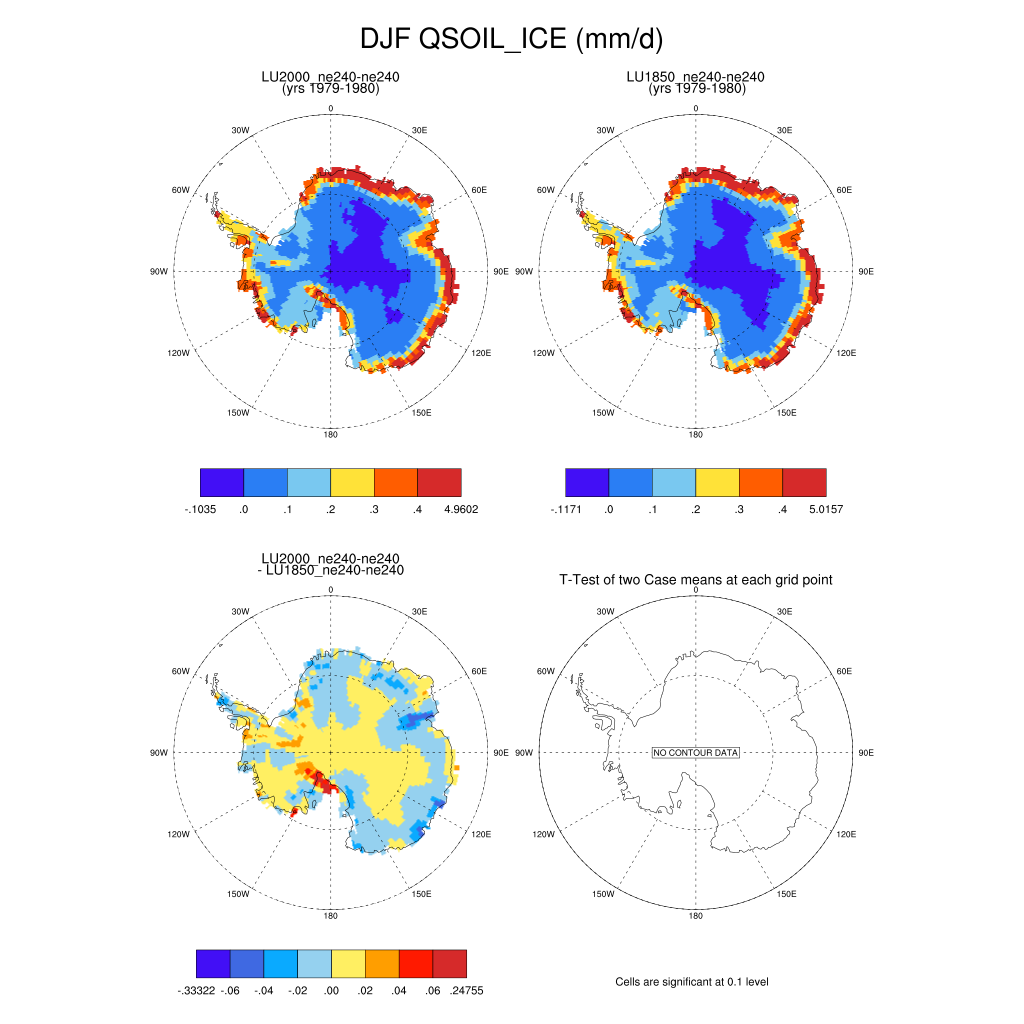 DJF QSOIL_ICE (mm/d)
LU2000_ne240-ne240
(yrs 1979-1980)
0
30W 30E
60W 60E
90W 90E
120W 120E
150W 150E
180
-.1035 .0 .1 .2 .3 .4 4.9602
LU1850_ne240-ne240
(yrs 1979-1980)
0
30W 30E
60W 60E
90W 90E
120W 120E
150W 150E
180
-.1171 .0 .1 .2 .3 .4 5.0157
LU2000_ne240-ne240
- LU1850_ne240-ne240
0
30W 30E
60W 60E
90W 90E
120W 120E
150W 150E
180
-.33322 -.06 -.04 -.02 .00 .02 .04 .06 .24755
T-Test of two Case means at each grid point
0
30W 30E
60W 60E
90W NO CONTOUR DATA 90E
120W 120E
150W 150E
180
Cells are significant at 0.1 level